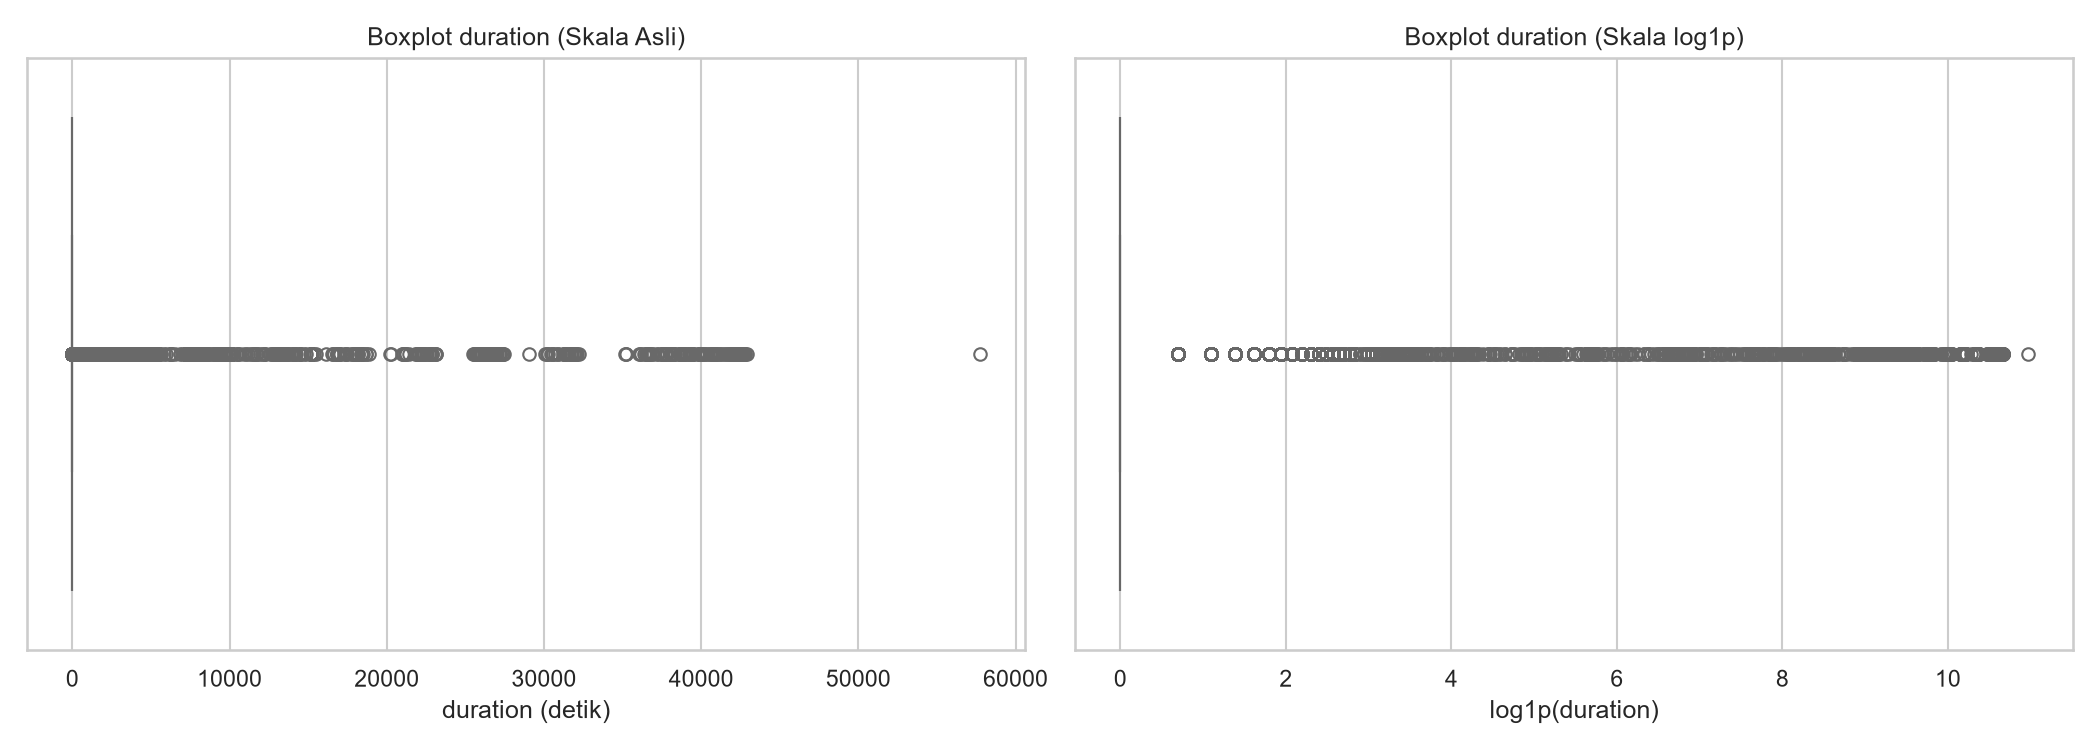 Boxplot duration (Skala Asli)
0 10000 20000 30000 40000 50000 60000
duration (detik)
Boxplot duration (Skala log1p)
0 2 4 6 8 10
log1p(duration)